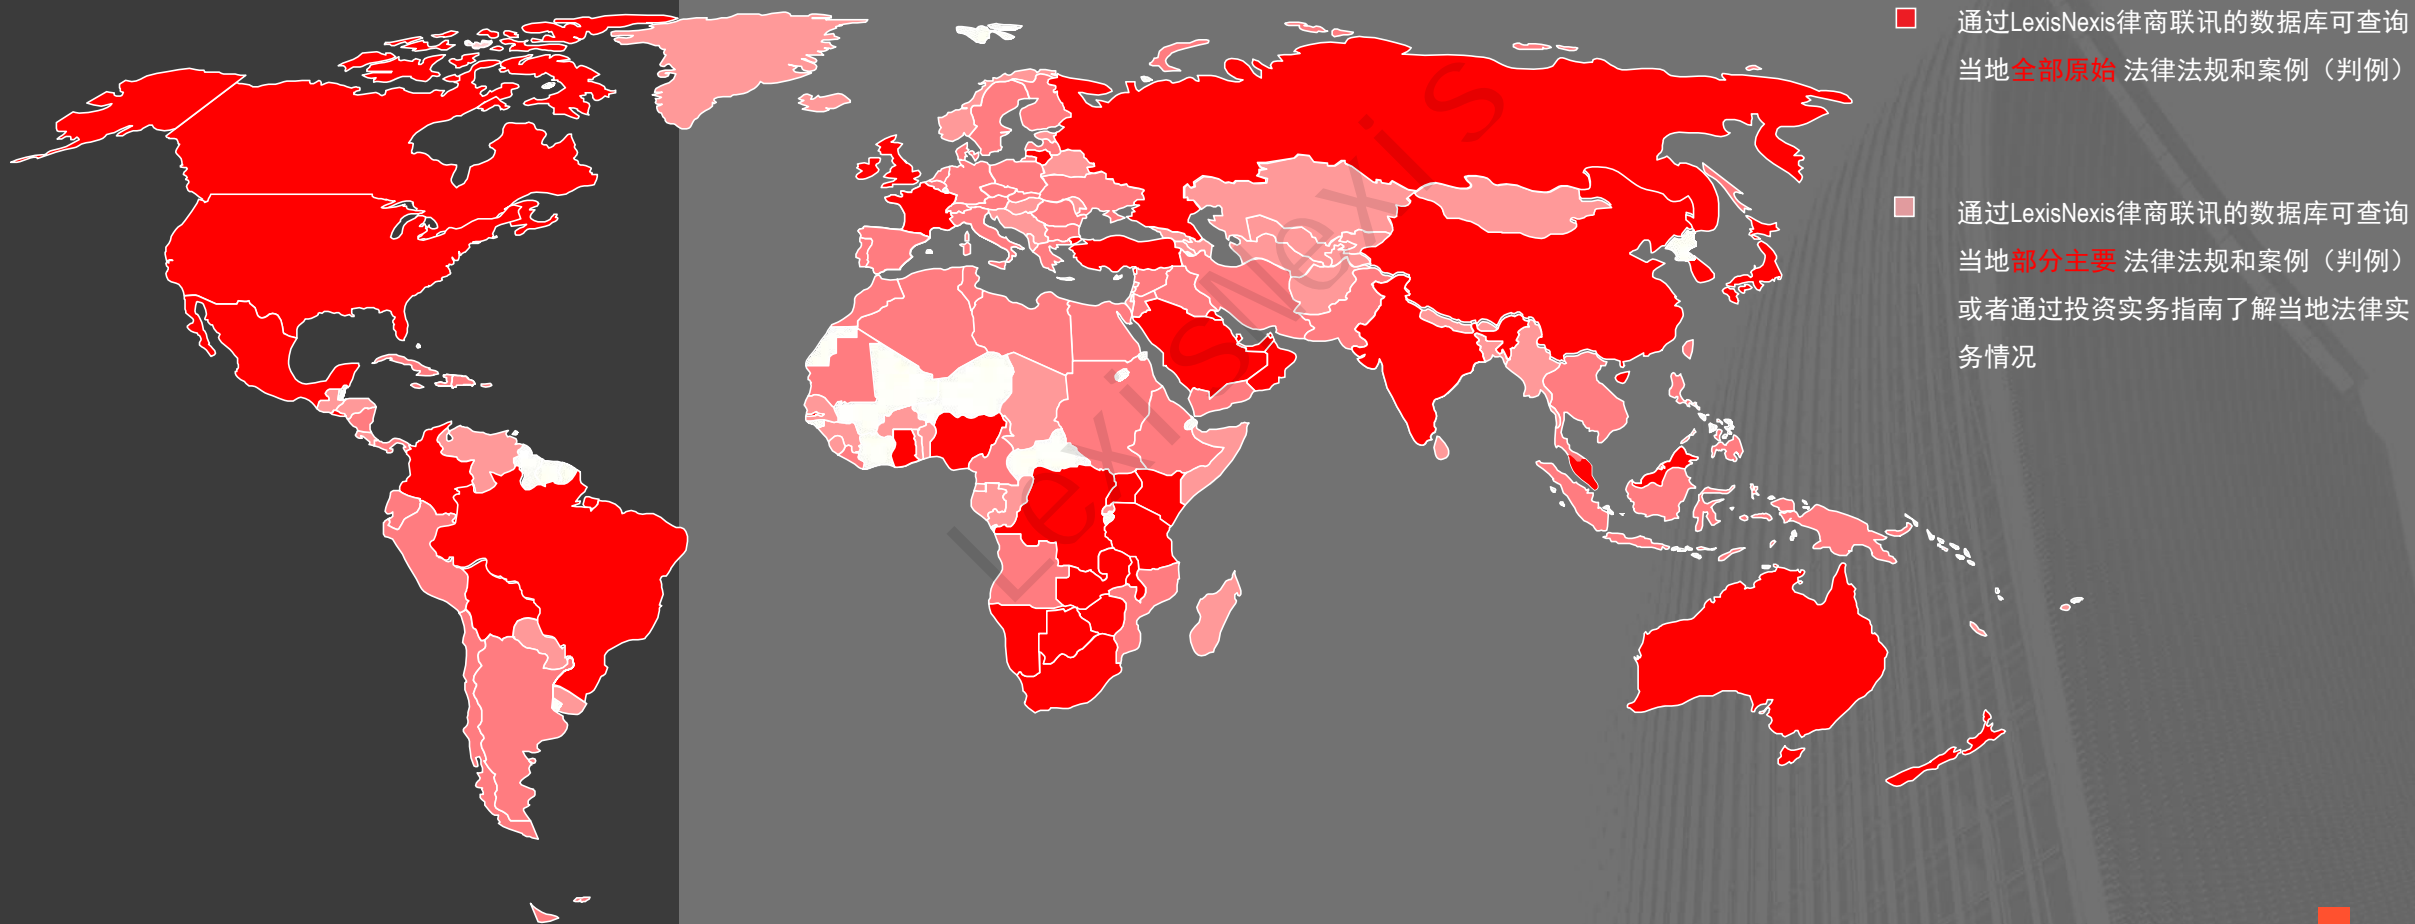 通过LexisNexis律商联讯的数据库可查询
当地全部原始 法律法规和案例（判例）
通过LexisNexis律商联讯的数据库可查询
当地部分主要 法律法规和案例（判例）
或者通过投资实务指南了解当地法律实
务情况
LexisNexis